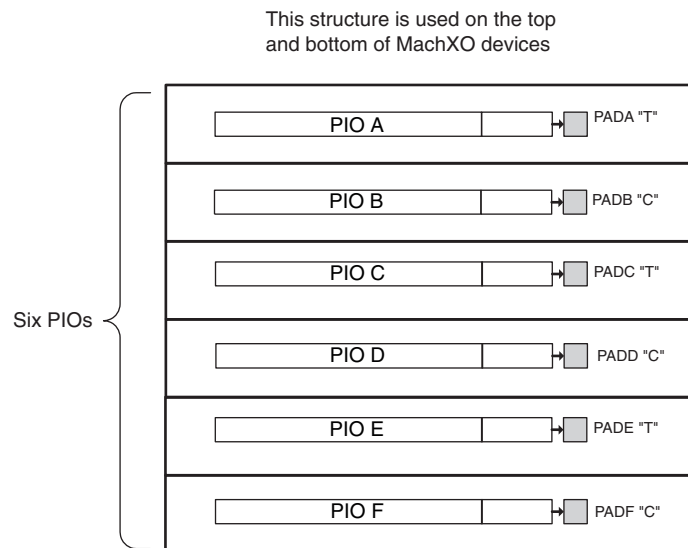 This structure is used on the top
and bottom of MachXO devices
PIO A
PADA "T"
PIO B
PADB "C"
PIO C
PADC "T"
Six PIOs
PIO D
PADD "C"
PIO E
PADE "T"
PIO F
PADF "C"